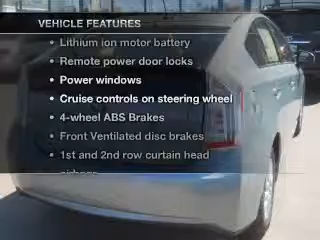 VEHICLE FEATURES
• Lithium ion motor battery
• Remote power door locks
• Power windows
• Cruise controls on steering wheel
• 4-wheel ABS Brakes
• Front Ventilated disc brakes
• 1st and 2nd row curtain head
airbags